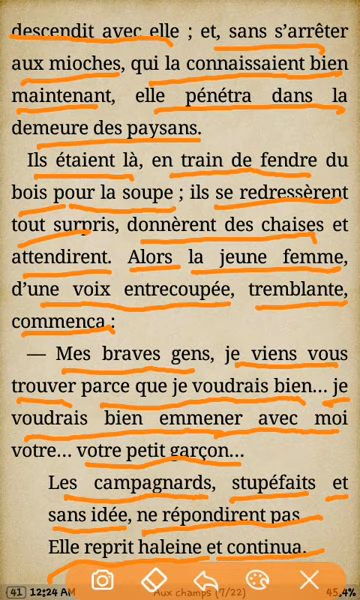 descendit avec elle ; et, sans s'arrêter
aux mioches, qui la connaissaient bien
maintenant, elle pénétra dans la
demeure des paysans.
Ils étaient là, en train de fendre du
bois pour la soupe ; ils se redressèrent
tout surpris, donnèrent des chaises et
attendirent. Alors la jeune femme,
d'une voix entrecoupée, tremblante,
commença :
— Mes braves gens, je viens vous
trouver parce que je voudrais bien... je
voudrais bien emmener avec moi
votre... votre petit garçon...
Les campagnards, stupéfaits et
sans idée, ne répondirent pas.
Elle reprit haleine et continua.
41 12:24 AM Aux champs (7/22) 45,4%